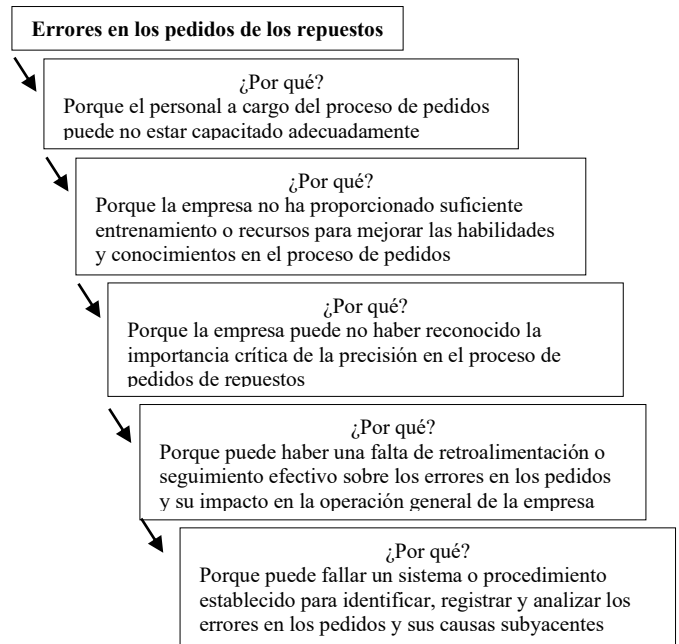 Errores en los pedidos de los repuestos
¿Por qué?
Porque el personal a cargo del proceso de pedidos
puede no estar capacitado adecuadamente
¿Por qué?
Porque la empresa no ha proporcionado suficiente
entrenamiento o recursos para mejorar las habilidades
y conocimientos en el proceso de pedidos
¿Por qué?
Porque la empresa puede no haber reconocido la
importancia crítica de la precisión en el proceso de
pedidos de repuestos
¿Por qué?
Porque puede haber una falta de retroalimentación o
seguimiento efectivo sobre los errores en los pedidos
y su impacto en la operación general de la empresa
¿Por qué?
Porque puede fallar un sistema o procedimiento
establecido para identificar, registrar y analizar los
errores en los pedidos y sus causas subyacentes